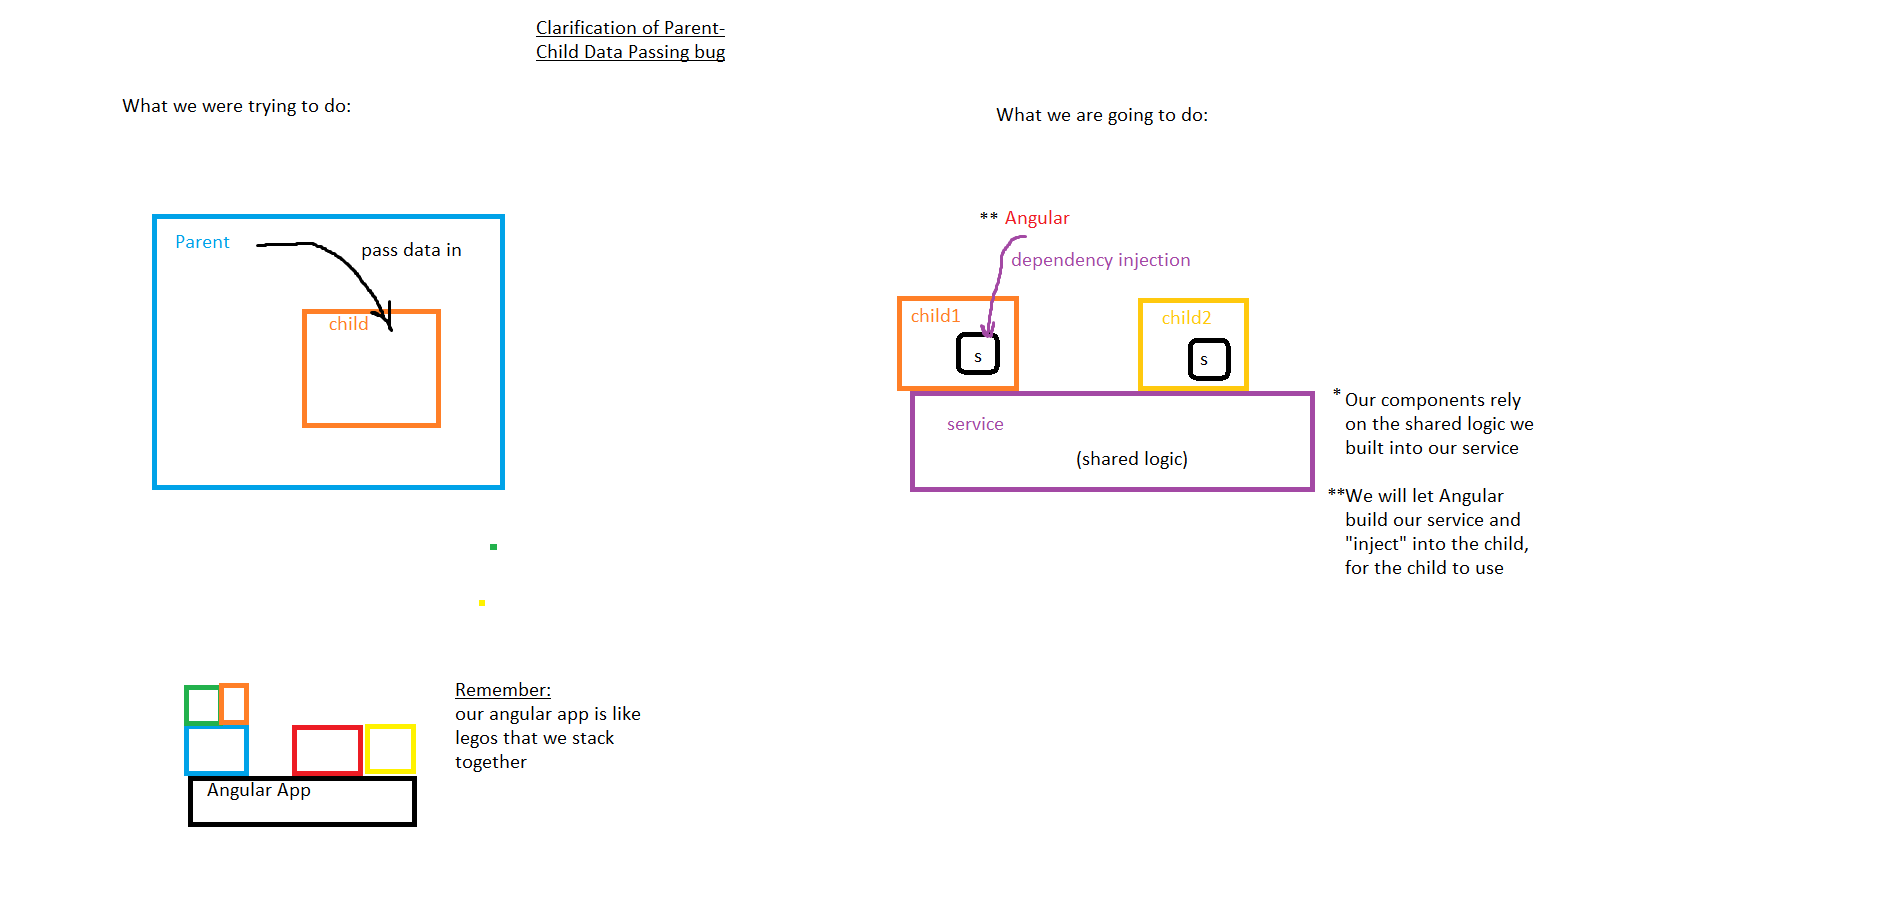 Clarification of Parent-
Child Data Passing bug
What we were trying to do:
Parent
pass data in
child
What we are going to do:
** Angular
dependency injection
child1
s
child2
s
service
(shared logic)
* Our components rely
on the shared logic we
built into our service
**We will let Angular
build our service and
"inject" into the child,
for the child to use
Remember:
our angular app is like
legos that we stack
together
Angular App